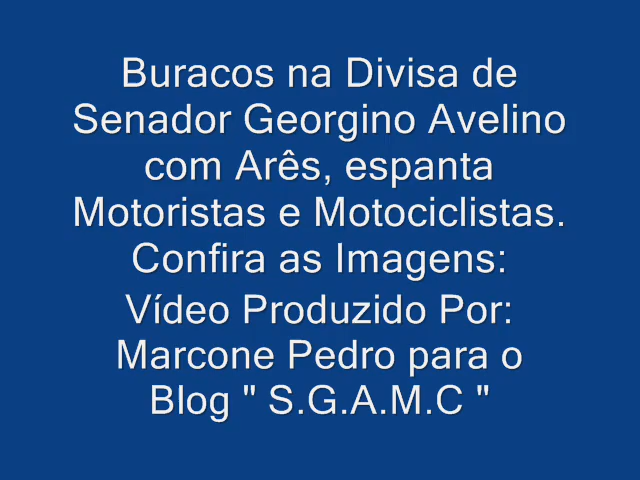 Buracos na Divisa de
Senador Georgino Avelino
com Arês, espanta
Motoristas e Motociclistas.
Confira as Imagens:
Vídeo Produzido Por:
Marcone Pedro para o
Blog " S.G.A.M.C "